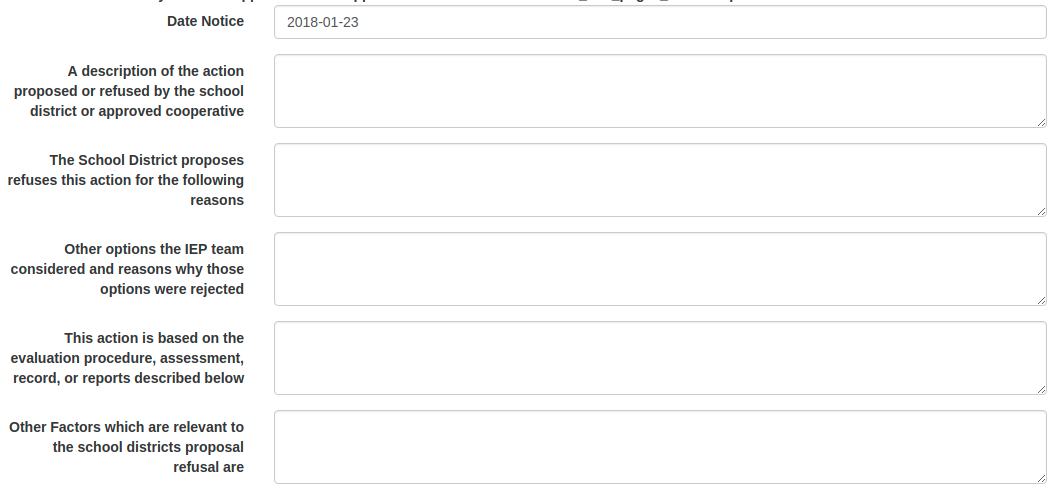 Date Notice
2018-01-23
A description of the action
proposed or refused by the school
district or approved cooperative
The School District proposes
refuses this action for the following
reasons
Other options the IEP team
considered and reasons why those
options were rejected
This action is based on the
evaluation procedure, assessment,
record, or reports described below
Other Factors which are relevant to
the school districts proposal
refusal are